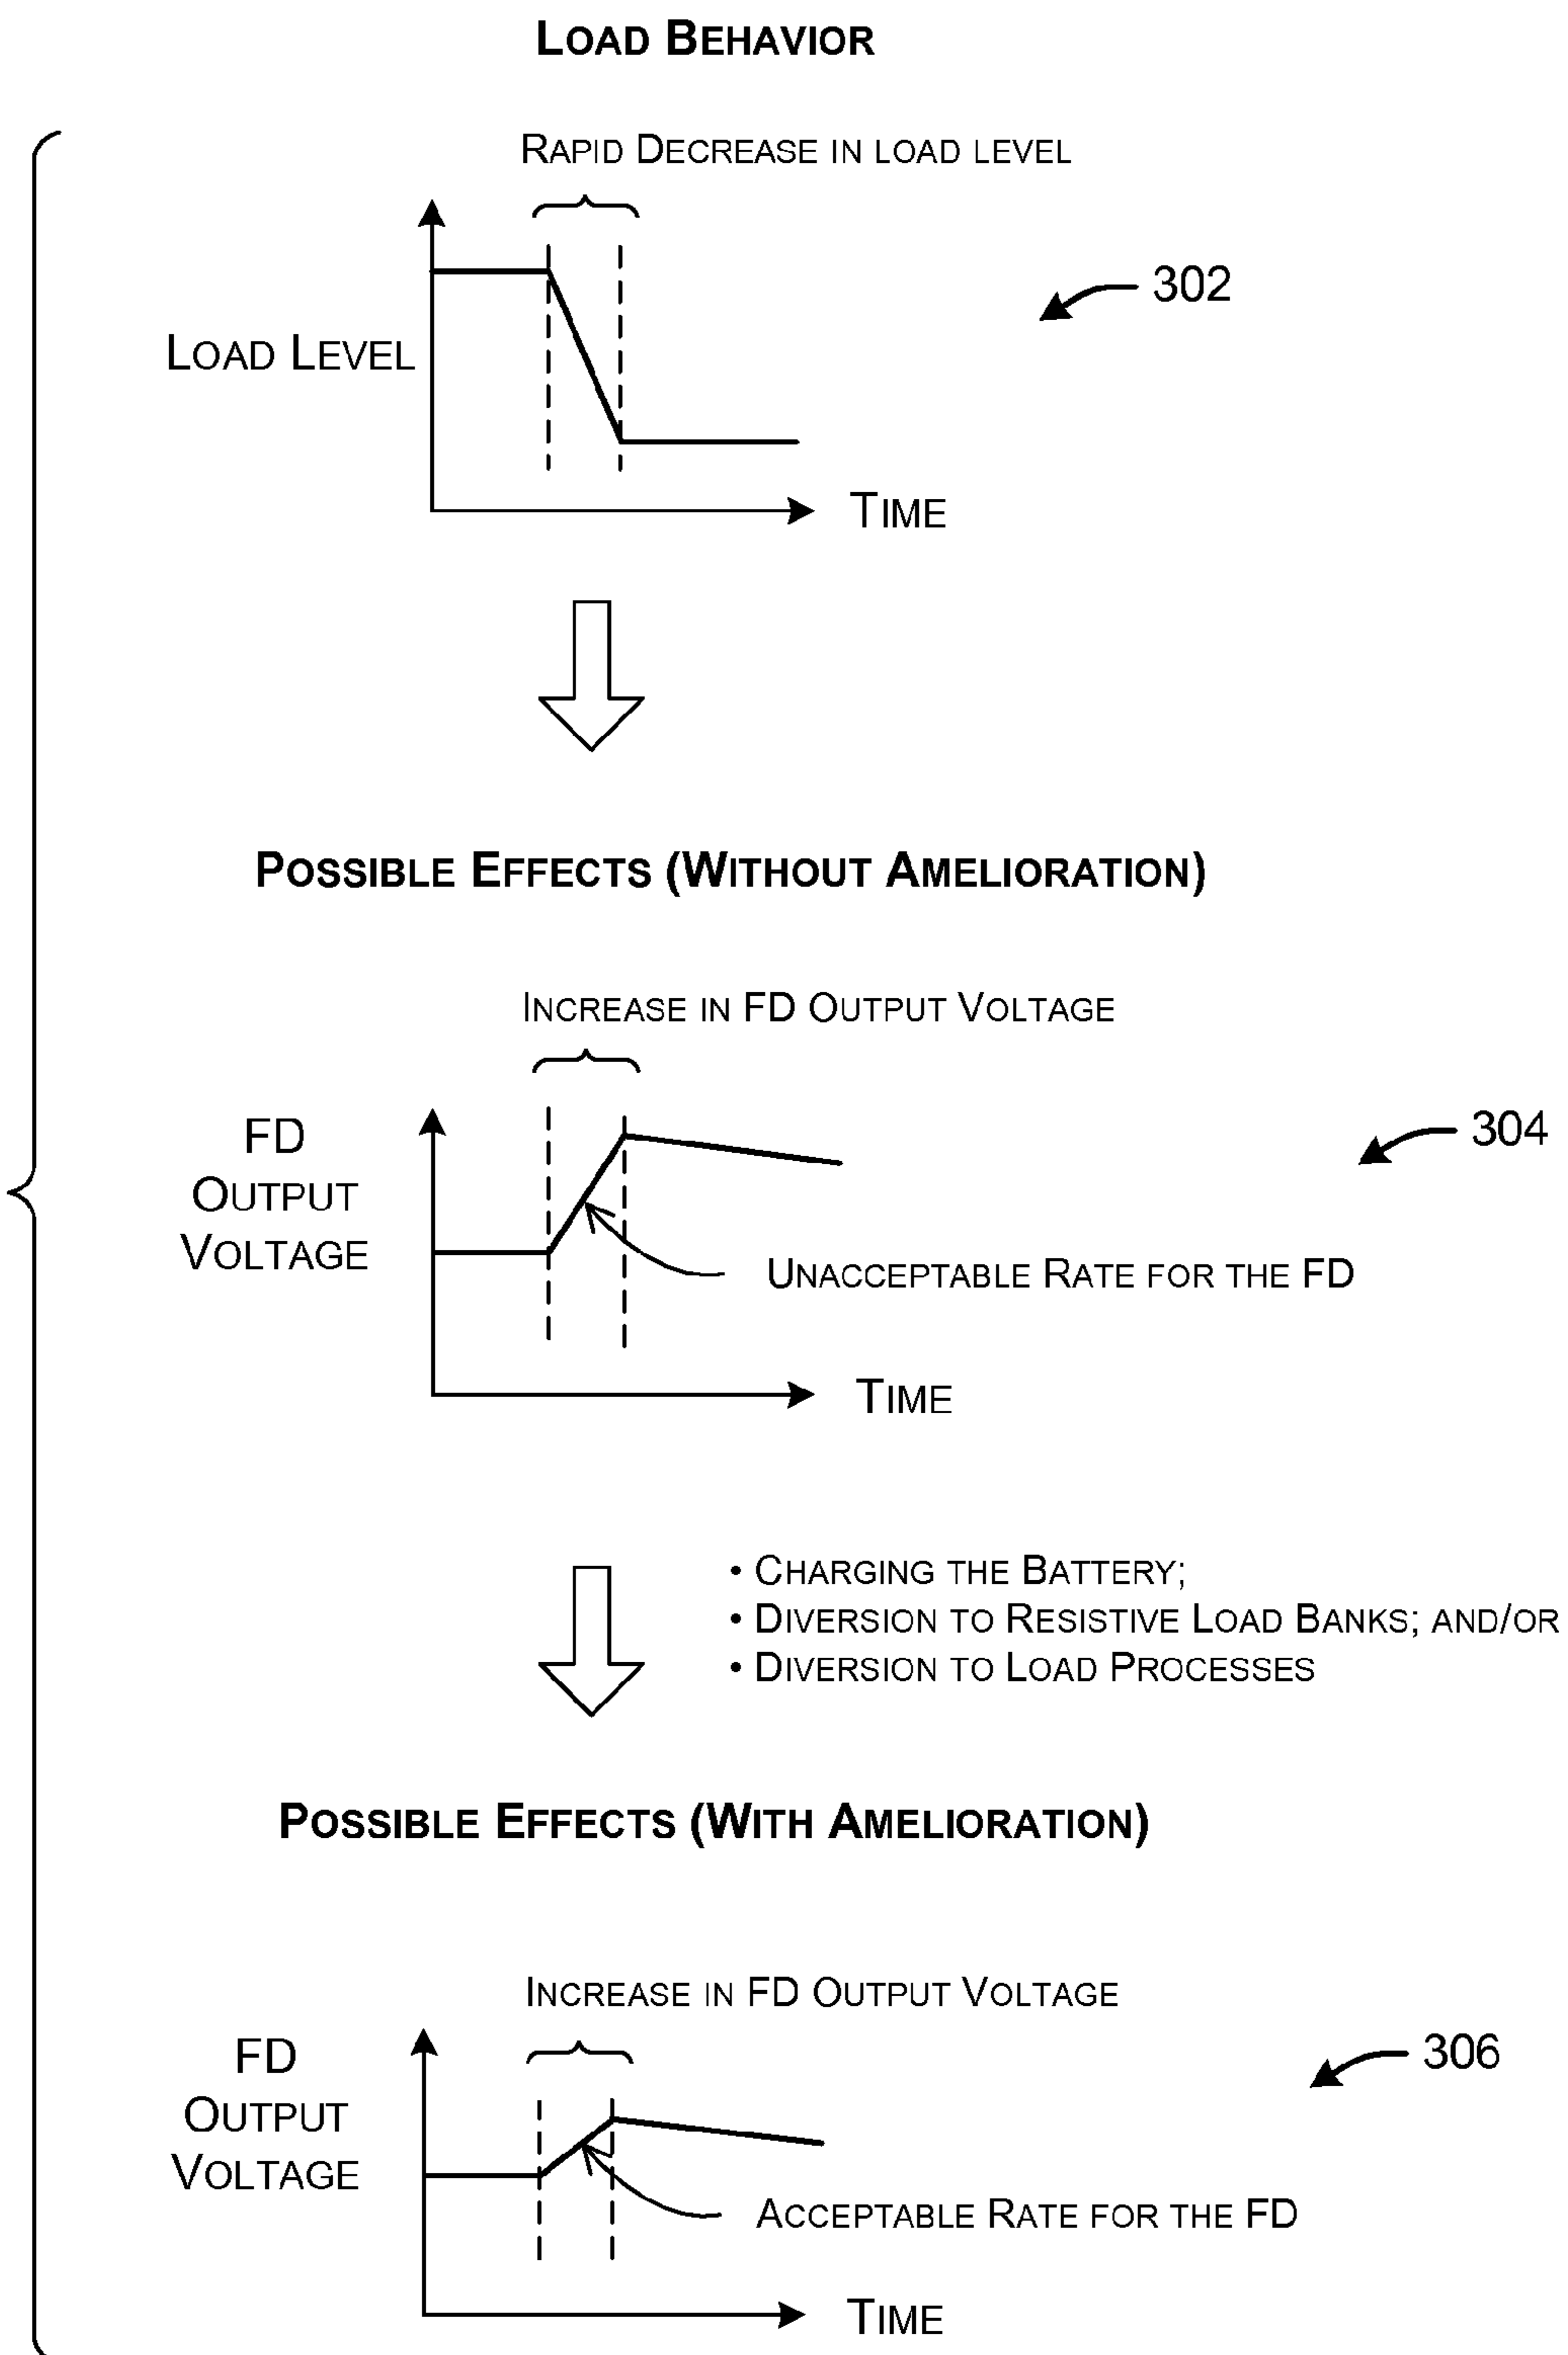 LOAD BEHAVIOR
RAPID DECREASE IN LOAD LEVEL
302
LOAD LEVEL
TIME
POSSIBLE EFFECTS (WITHOUT AMELIORATION)
INCREASE IN FD OUTPUT VOLTAGE
304
FD
OUTPUT
VOLTAGE
UNACCEPTABLE RATE FOR THE FD
TIME
• CHARGING THE BATTERY;
• DIVERSION TO RESISTIVE LOAD BANKS; AND/OR
• DIVERSION TO LOAD PROCESSES
POSSIBLE EFFECTS (WITH AMELIORATION)
INCREASE IN FD OUTPUT VOLTAGE
306
FD
OUTPUT
VOLTAGE
ACCEPTABLE RATE FOR THE FD
TIME